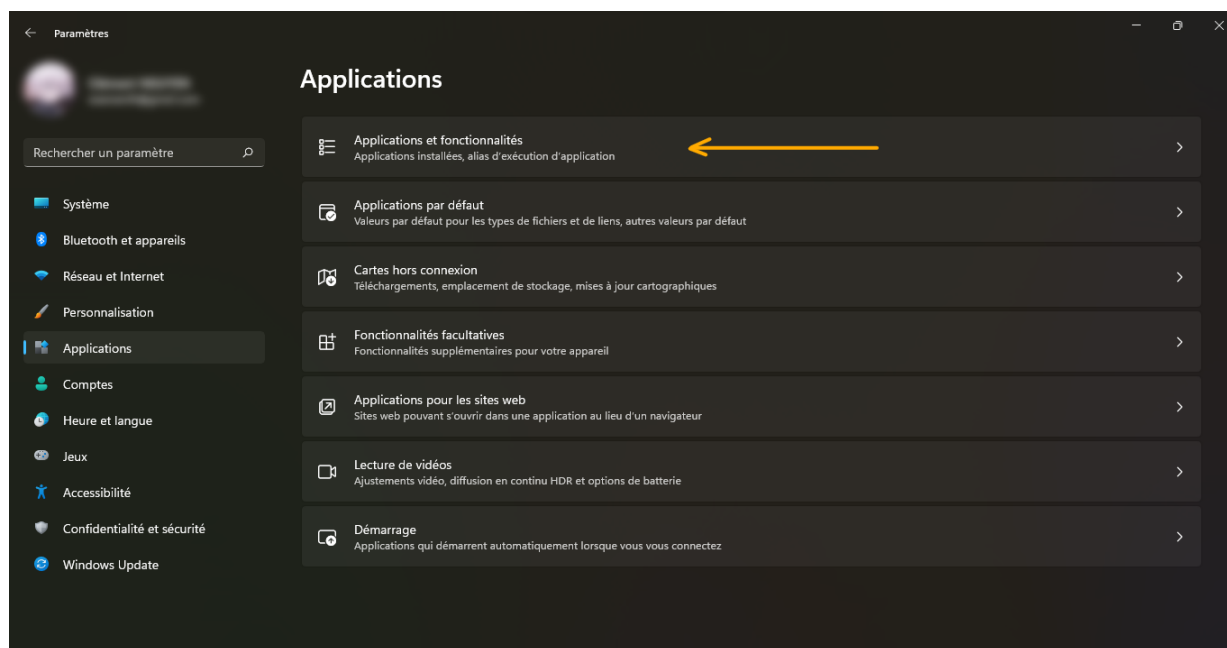 Paramètres
Applications
Rechercher un paramètre
Système
Bluetooth et appareils
Réseau et Internet
Personnalisation
Applications
Comptes
Heure et langue
Jeux
Accessibilité
Confidentialité et sécurité
Windows Update
Applications et fonctionnalités
Applications installées, alias d'exécution d'application
Applications par défaut
Valeurs par défaut pour les types de fichiers et de liens, autres valeurs par défaut
Cartes hors connexion
Téléchargements, emplacement de stockage, mises à jour cartographiques
Fonctionnalités facultatives
Fonctionnalités supplémentaires pour votre appareil
Applications pour les sites web
Sites web pouvant s'ouvrir dans une application au lieu d'un navigateur
Lecture de vidéos
Ajustements vidéo, diffusion en continu HDR et options de batterie
Démarrage
Applications qui démarrent automatiquement lorsque vous vous connectez